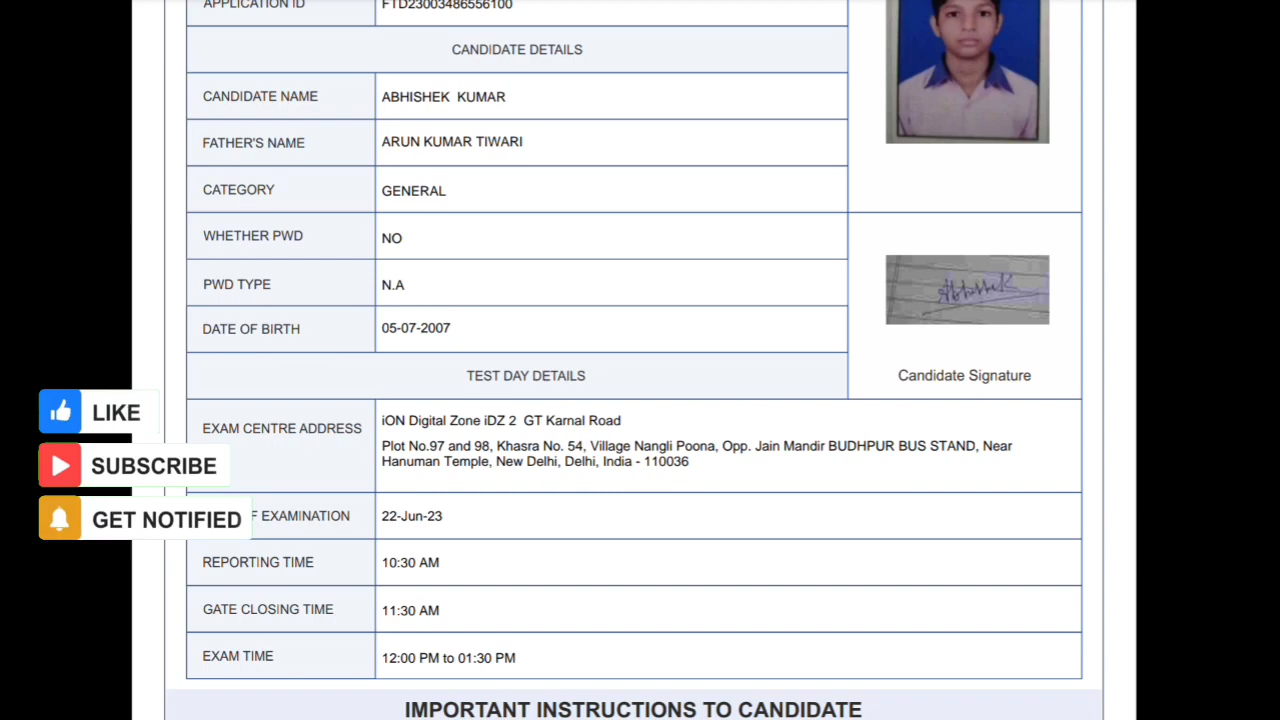 APPLICATION ID FTD23003486556100
CANDIDATE DETAILS
CANDIDATE NAME ABHISHEK KUMAR
FATHER'S NAME ARUN KUMAR TIWARI
CATEGORY GENERAL
WHETHER PWD NO
PWD TYPE N.A
DATE OF BIRTH 05-07-2007
Abhishek
Candidate Signature
TEST DAY DETAILS
EXAM CENTRE ADDRESS iON Digital Zone iDZ 2 GT Karnal Road
Plot No.97 and 98, Khasra No. 54, Village Nangli Poona, Opp. Jain Mandir BUDHPUR BUS STAND, Near
Hanuman Temple, New Delhi, Delhi, India - 110036
F EXAMINATION 22-Jun-23
REPORTING TIME 10:30 AM
GATE CLOSING TIME 11:30 AM
EXAM TIME 12:00 PM to 01:30 PM
IMPORTANT INSTRUCTIONS TO CANDIDATE
LIKE
SUBSCRIBE
GET NOTIFIED